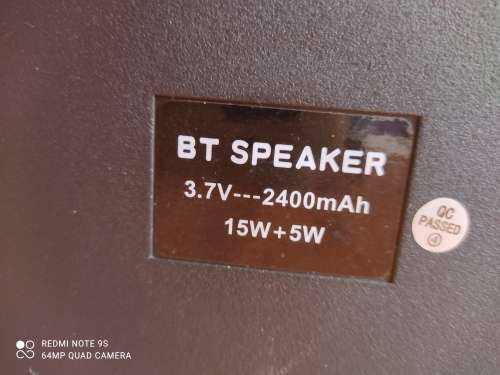 BT SPEAKER
3.7V---2400mAh
15W+5W
QC
PASSED
4
REDMI NOTE 9S
64MP QUAD CAMERA